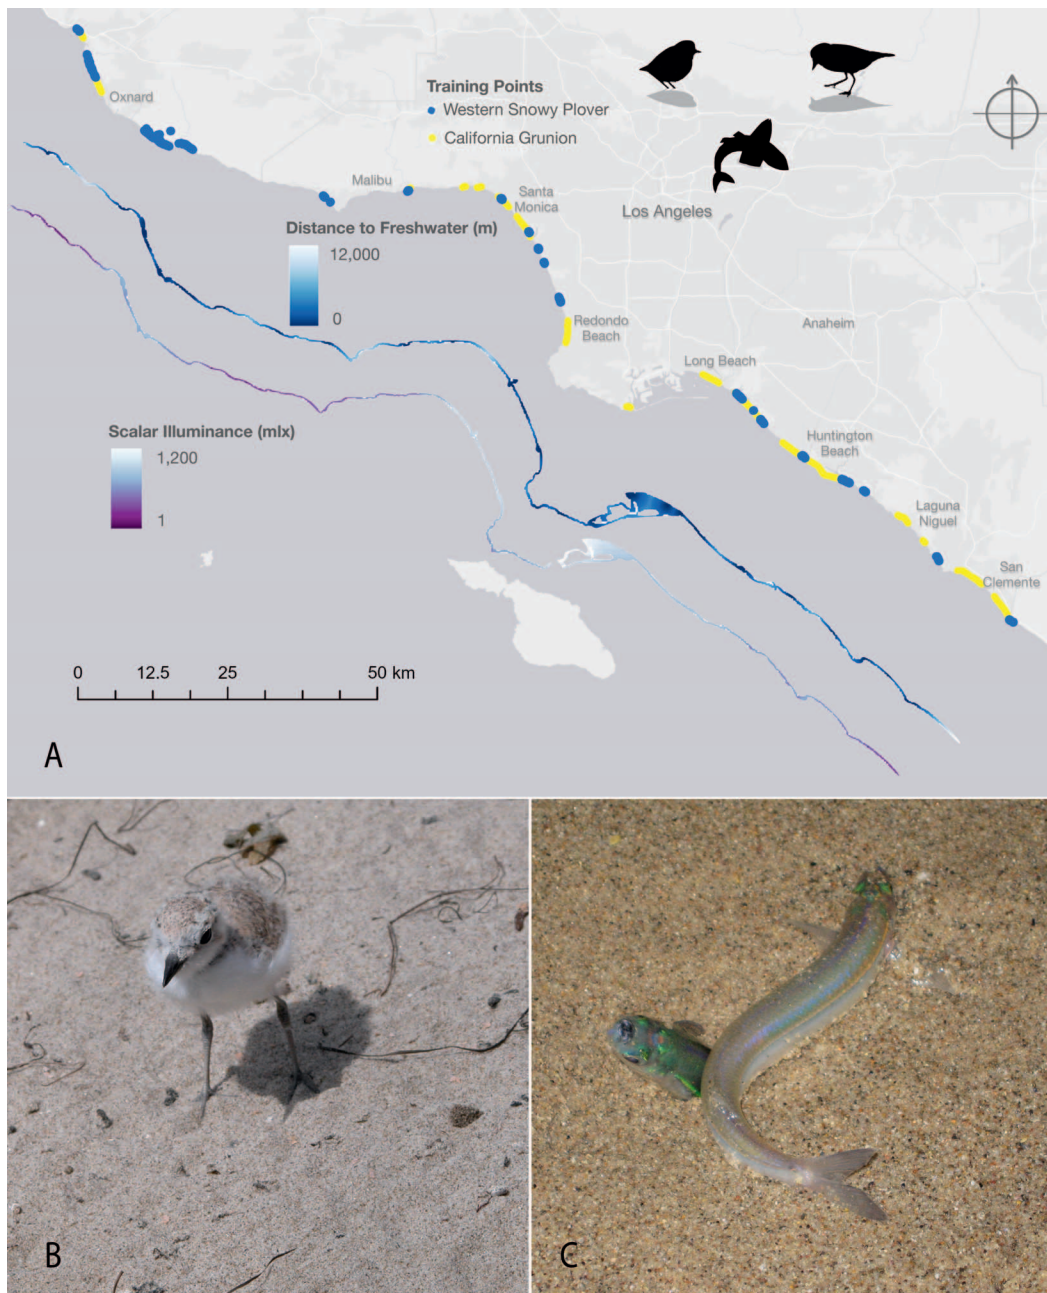 Oxnard
Training Points
Western Snowy Plover
California Grunion
Malibu
Santa
Monica
Los Angeles
Distance to Freshwater (m)
12,000
0
Redondo
Beach
Anaheim
Long Beach
Scalar Illuminance (mlx)
1,200
1
Huntington
Beach
Laguna
Niguel
San
Clemente
0 12.5 25 50 km
A
B
C